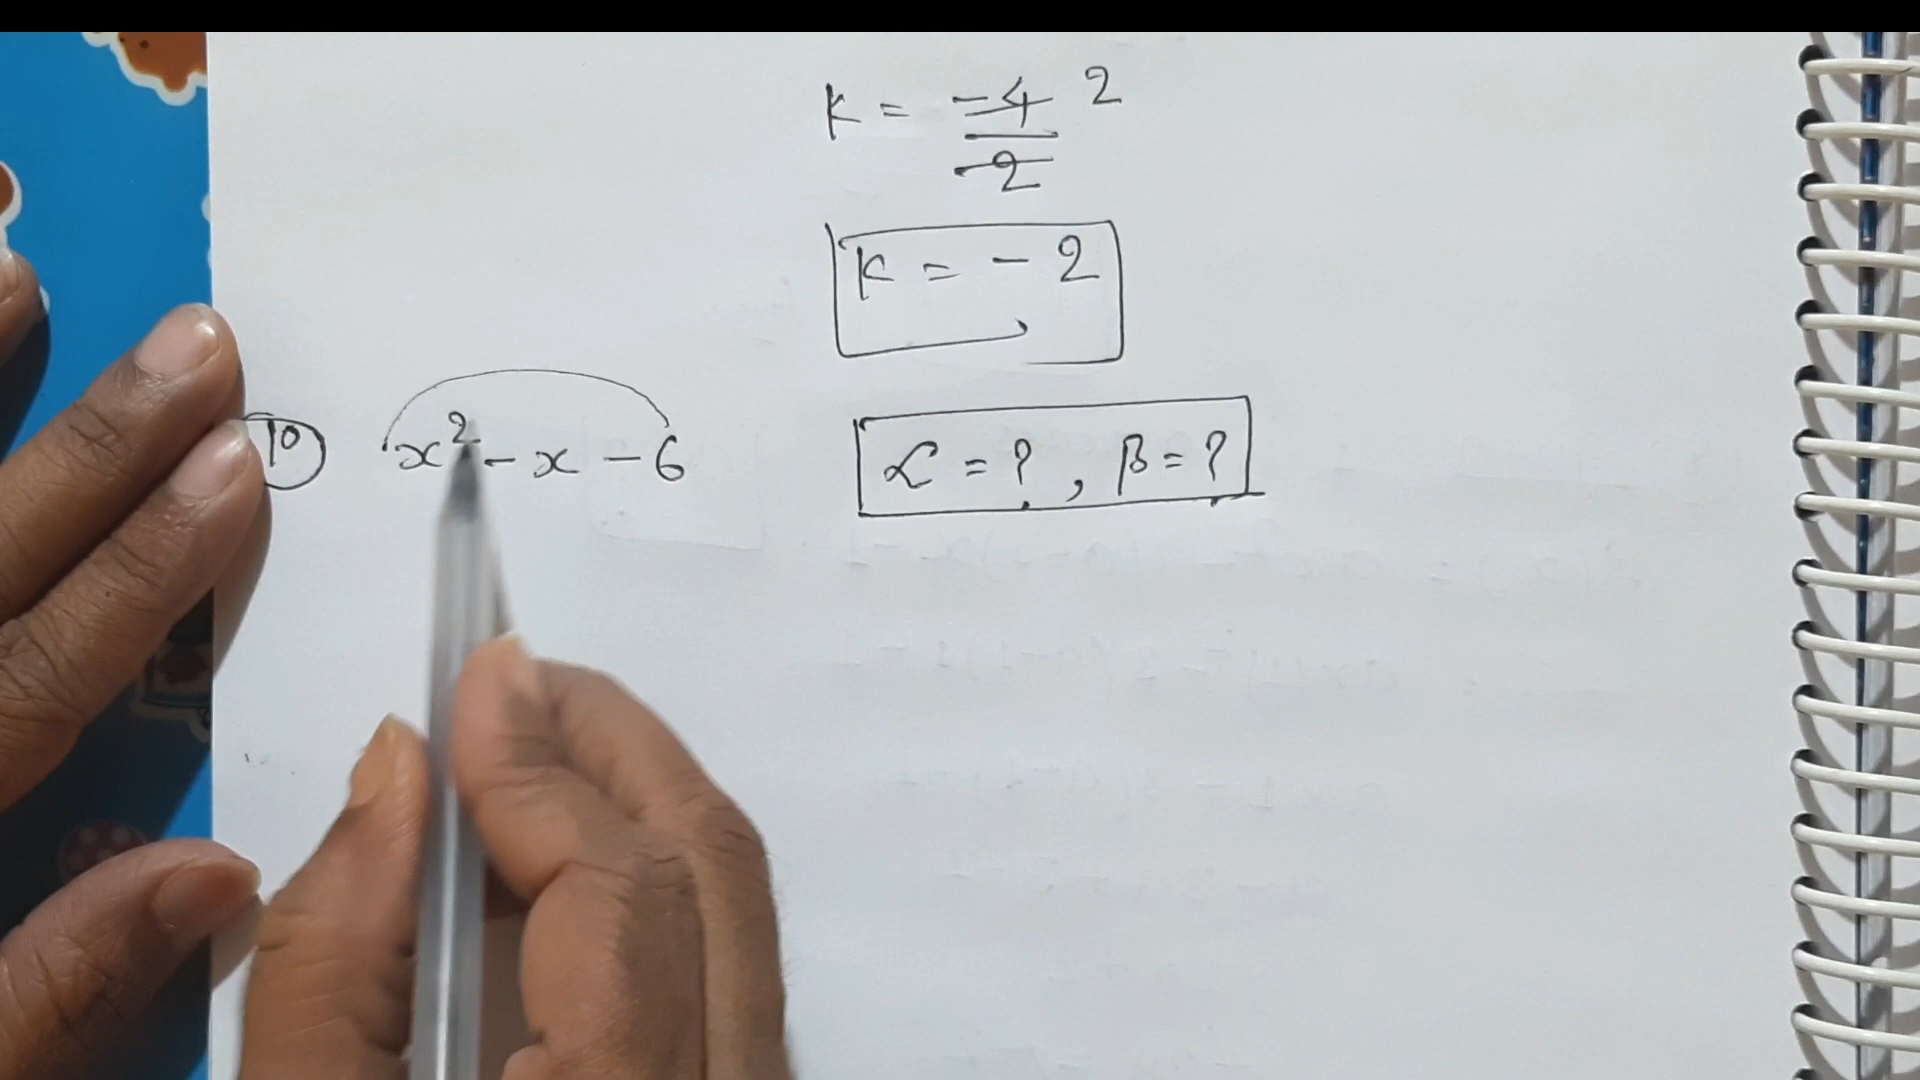 K = -4/-2 2
K = - 2
10 x² - x - 6 α = ? , β = ?